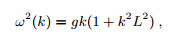 ω²(k) = gk(1 + k²L²) ,